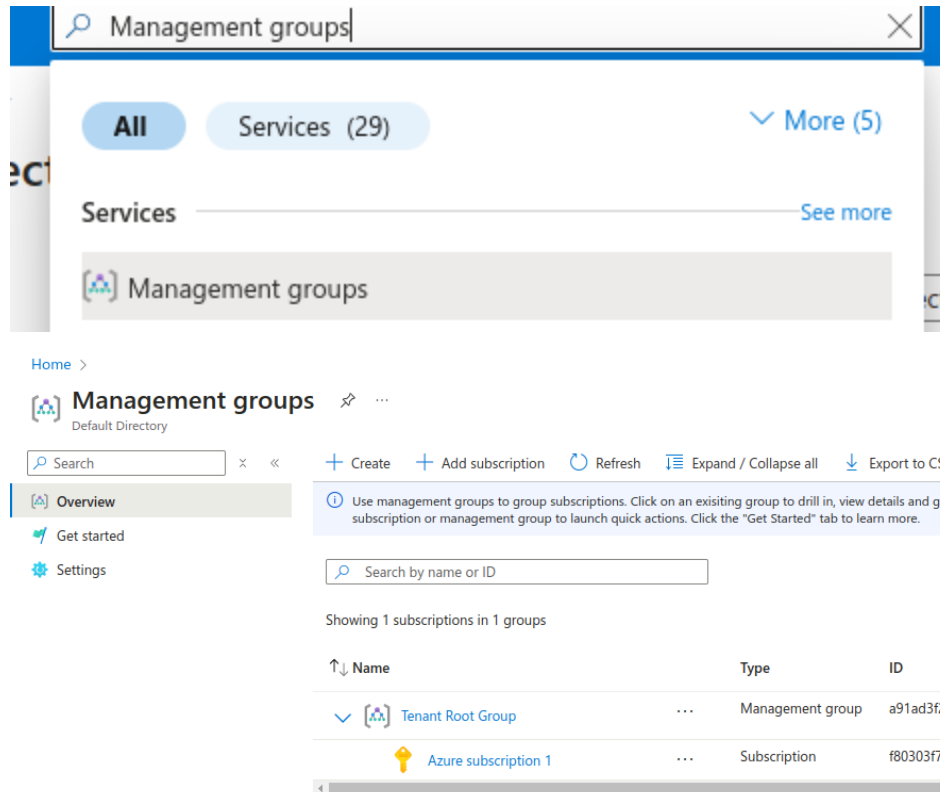 Management groups
All
Services (29)
More (5)
Services
See more
Management groups
Home
Management groups
Default Directory
Search
Create
Add subscription
Refresh
Expand / Collapse all
Export to CS
Overview
Get started
Settings
Use management groups to group subscriptions. Click on an exisiting group to drill in, view details and g
subscription or management group to launch quick actions. Click the "Get Started" tab to learn more.
Search by name or ID
Showing 1 subscriptions in 1 groups
Name Type ID
Tenant Root Group ... Management group a91ad3f
Azure subscription 1 ... Subscription f80303f7